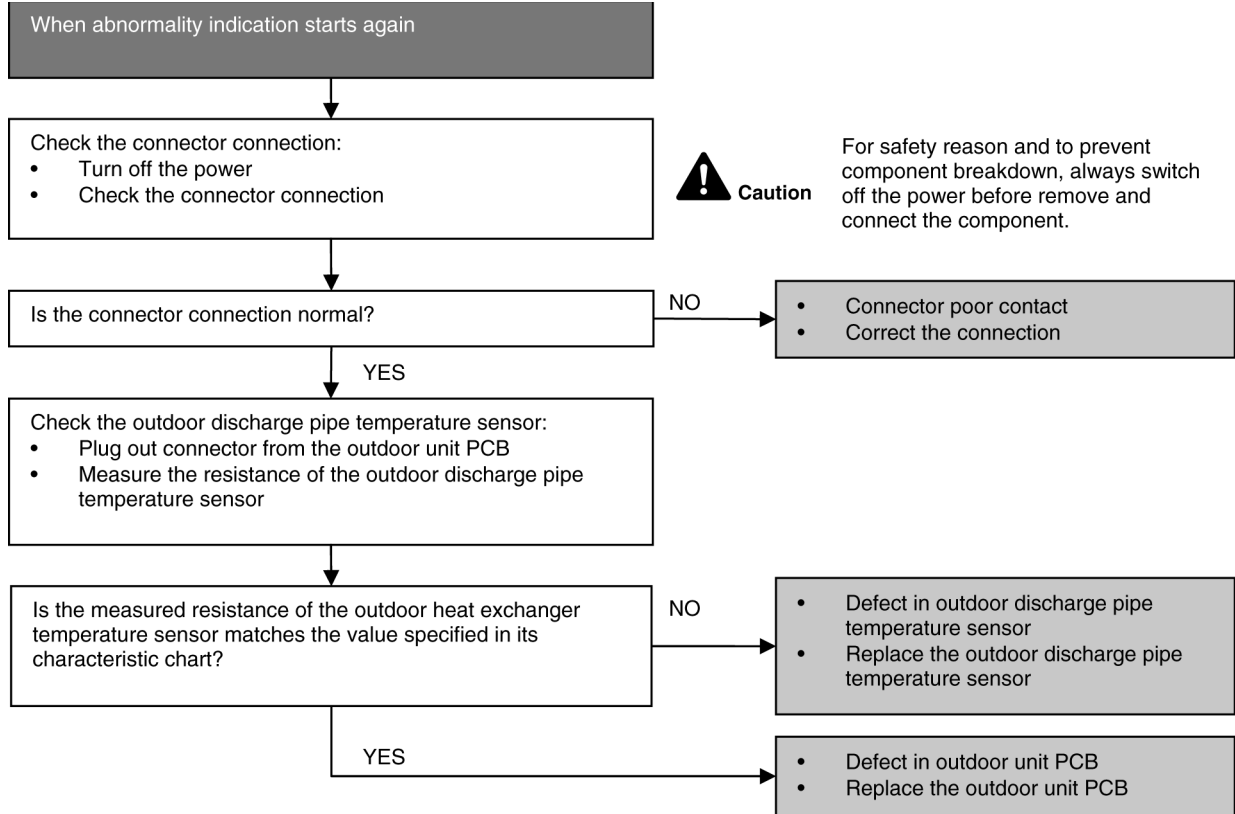 When abnormality indication starts again
Check the connector connection:
• Turn off the power
• Check the connector connection
Caution
For safety reason and to prevent
component breakdown, always switch
off the power before remove and
connect the component.
Is the connector connection normal?
NO
• Connector poor contact
• Correct the connection
YES
Check the outdoor discharge pipe temperature sensor:
• Plug out connector from the outdoor unit PCB
• Measure the resistance of the outdoor discharge pipe
temperature sensor
Is the measured resistance of the outdoor heat exchanger
temperature sensor matches the value specified in its
characteristic chart?
NO
• Defect in outdoor discharge pipe
temperature sensor
• Replace the outdoor discharge pipe
temperature sensor
YES
• Defect in outdoor unit PCB
• Replace the outdoor unit PCB